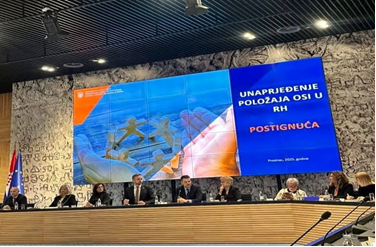 UNAPRJEĐENJE
POLOŽAJA OSI U
RH
POSTIGNUĆA